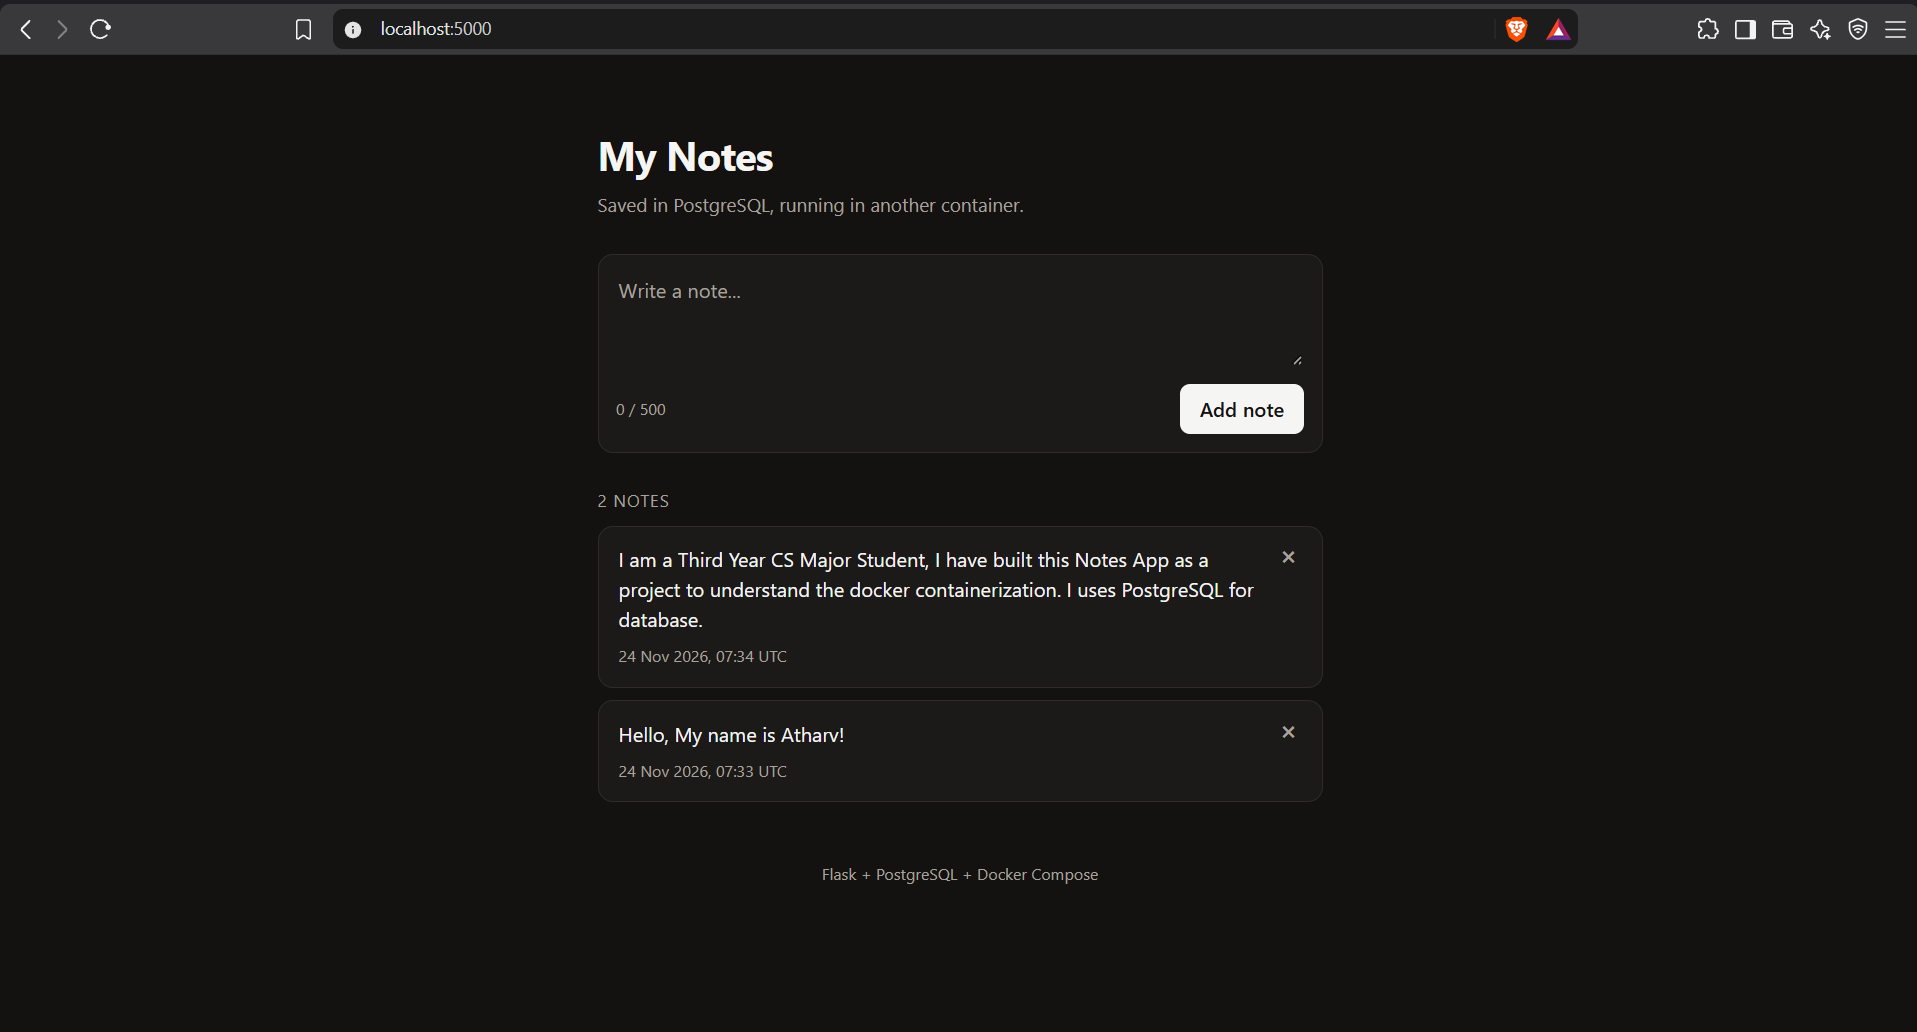 localhost:5000
My Notes
Saved in PostgreSQL, running in another container.
Write a note...
0 / 500
Add note
2 NOTES
I am a Third Year CS Major Student, I have built this Notes App as a
project to understand the docker containerization. I uses PostgreSQL for
database.
24 Nov 2026, 07:34 UTC
Hello, My name is Atharv!
24 Nov 2026, 07:33 UTC
Flask + PostgreSQL + Docker Compose